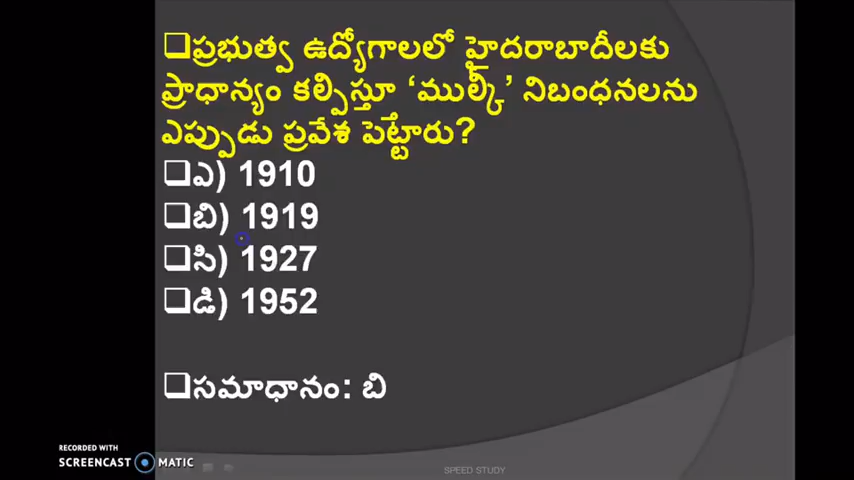 ❑ప్రభుత్వ ఉద్యోగాలలో హైదరాబాదీలకు
ప్రాధాన్యం కల్పిస్తూ ‘ముల్కీ’ నిబంధనలను
ఎప్పుడు ప్రవేశ పెట్టారు?
❑ఎ) 1910
❑బి) 1919
❑సి) 1927
❑డి) 1952
❑సమాధానం: బి
RECORDED WITH
SCREENCAST MATIC
SPEED STUDY